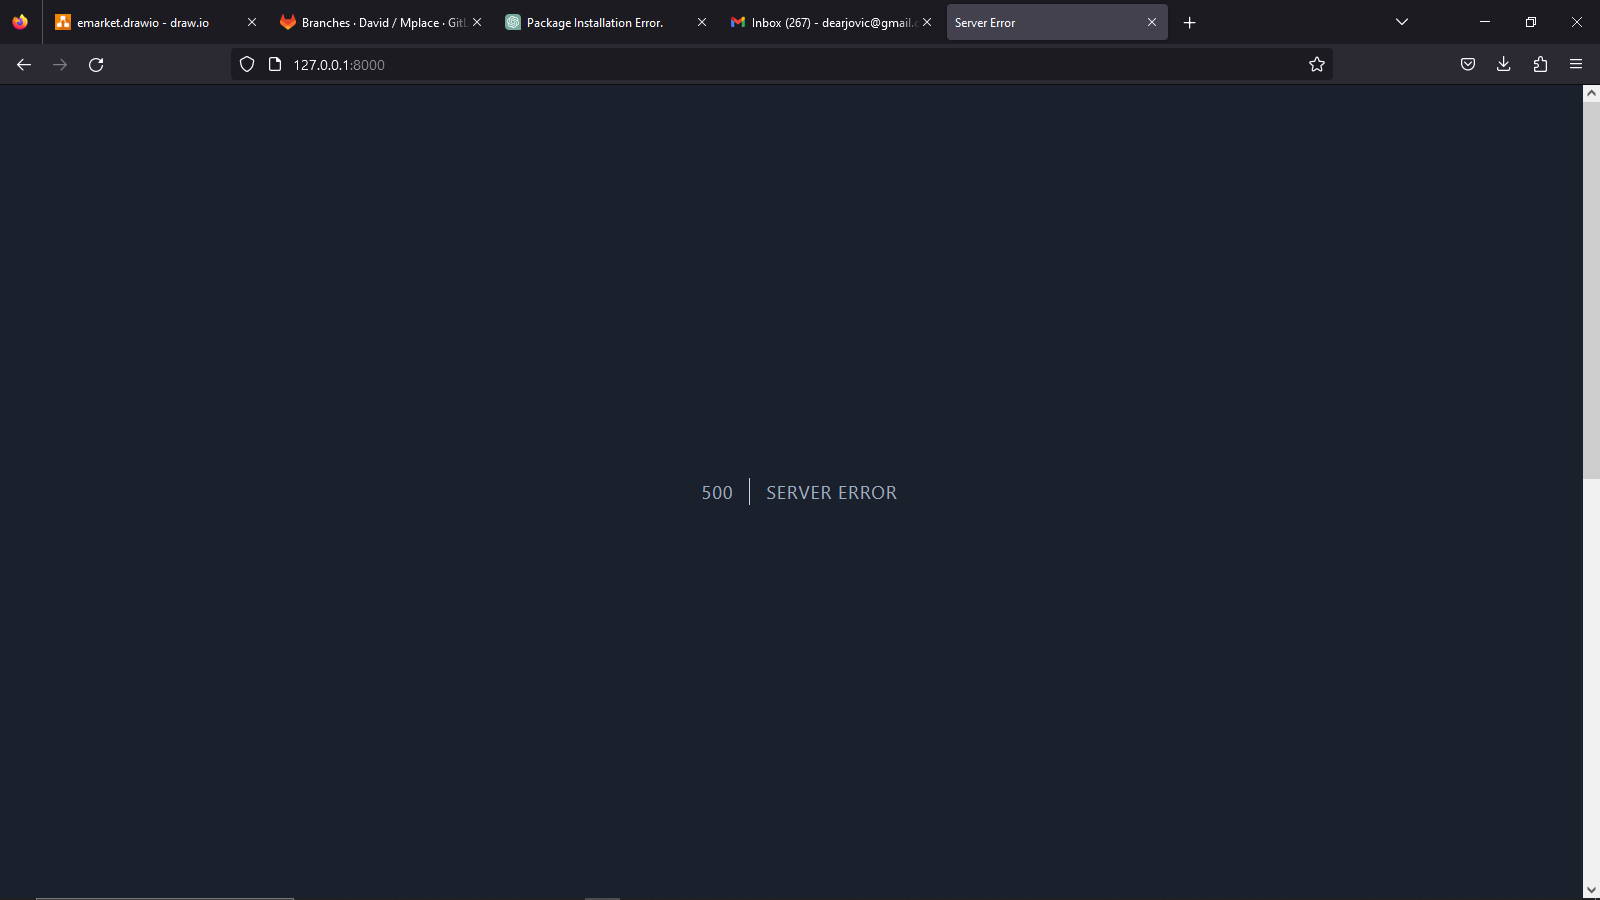 emarket.drawio - draw.io
Branches · David / Mplace · Git
Package Installation Error.
Inbox (267) - dearjovic@gmail.
Server Error
127.0.0.1:8000
500 SERVER ERROR